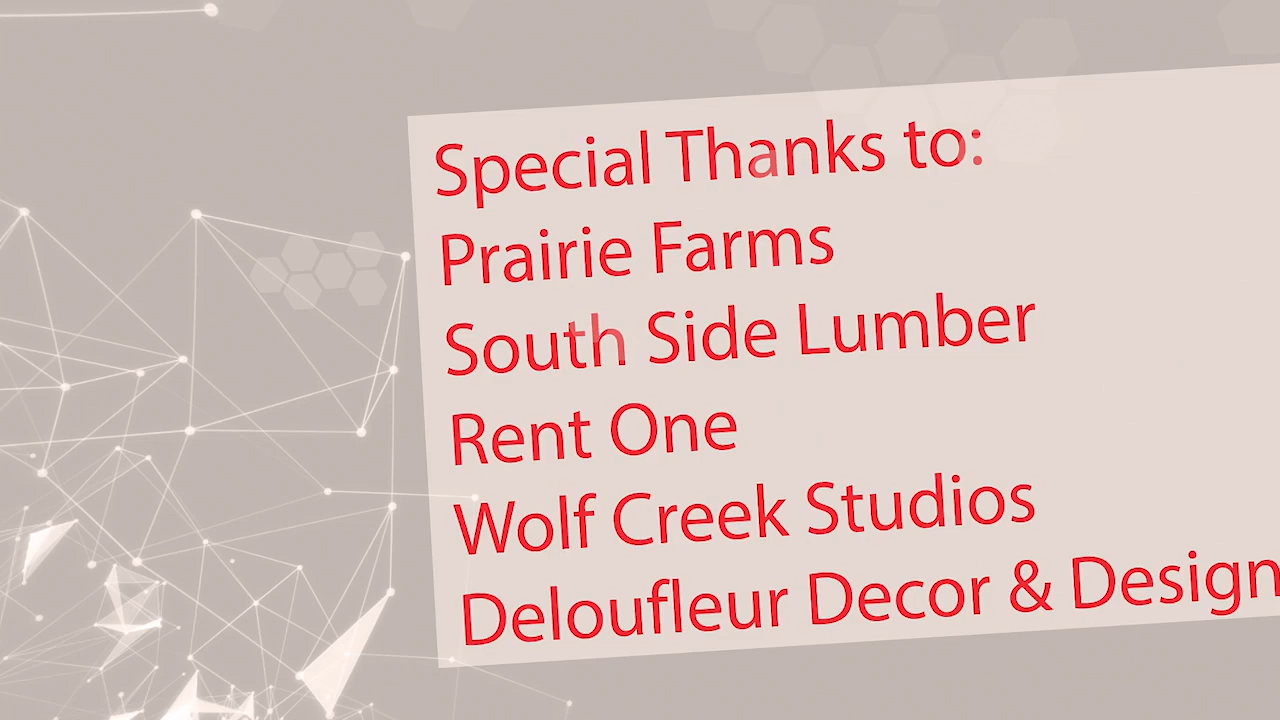 Special Thanks to:
Prairie Farms
South Side Lumber
Rent One
Wolf Creek Studios
Deloufleur Decor & Design